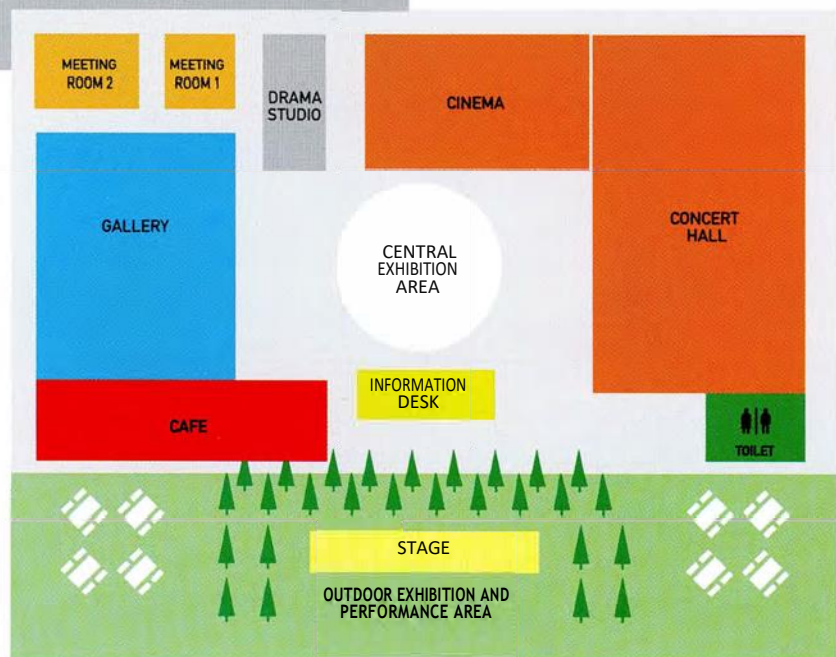 MEETING
ROOM 2
MEETING
ROOM 1
DRAMA
STUDIO
CINEMA
GALLERY
CONCERT
HALL
CENTRAL
EXHIBITION
AREA
INFORMATION
DESK
CAFE
TOILET
STAGE
OUTDOOR EXHIBITION AND
PERFORMANCE AREA